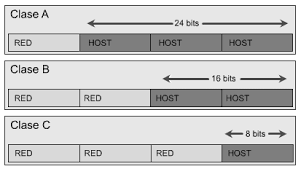 Clase A
24 bits
RED HOST HOST HOST
Clase B
16 bits
RED RED HOST HOST
Clase C
8 bits
RED RED RED HOST